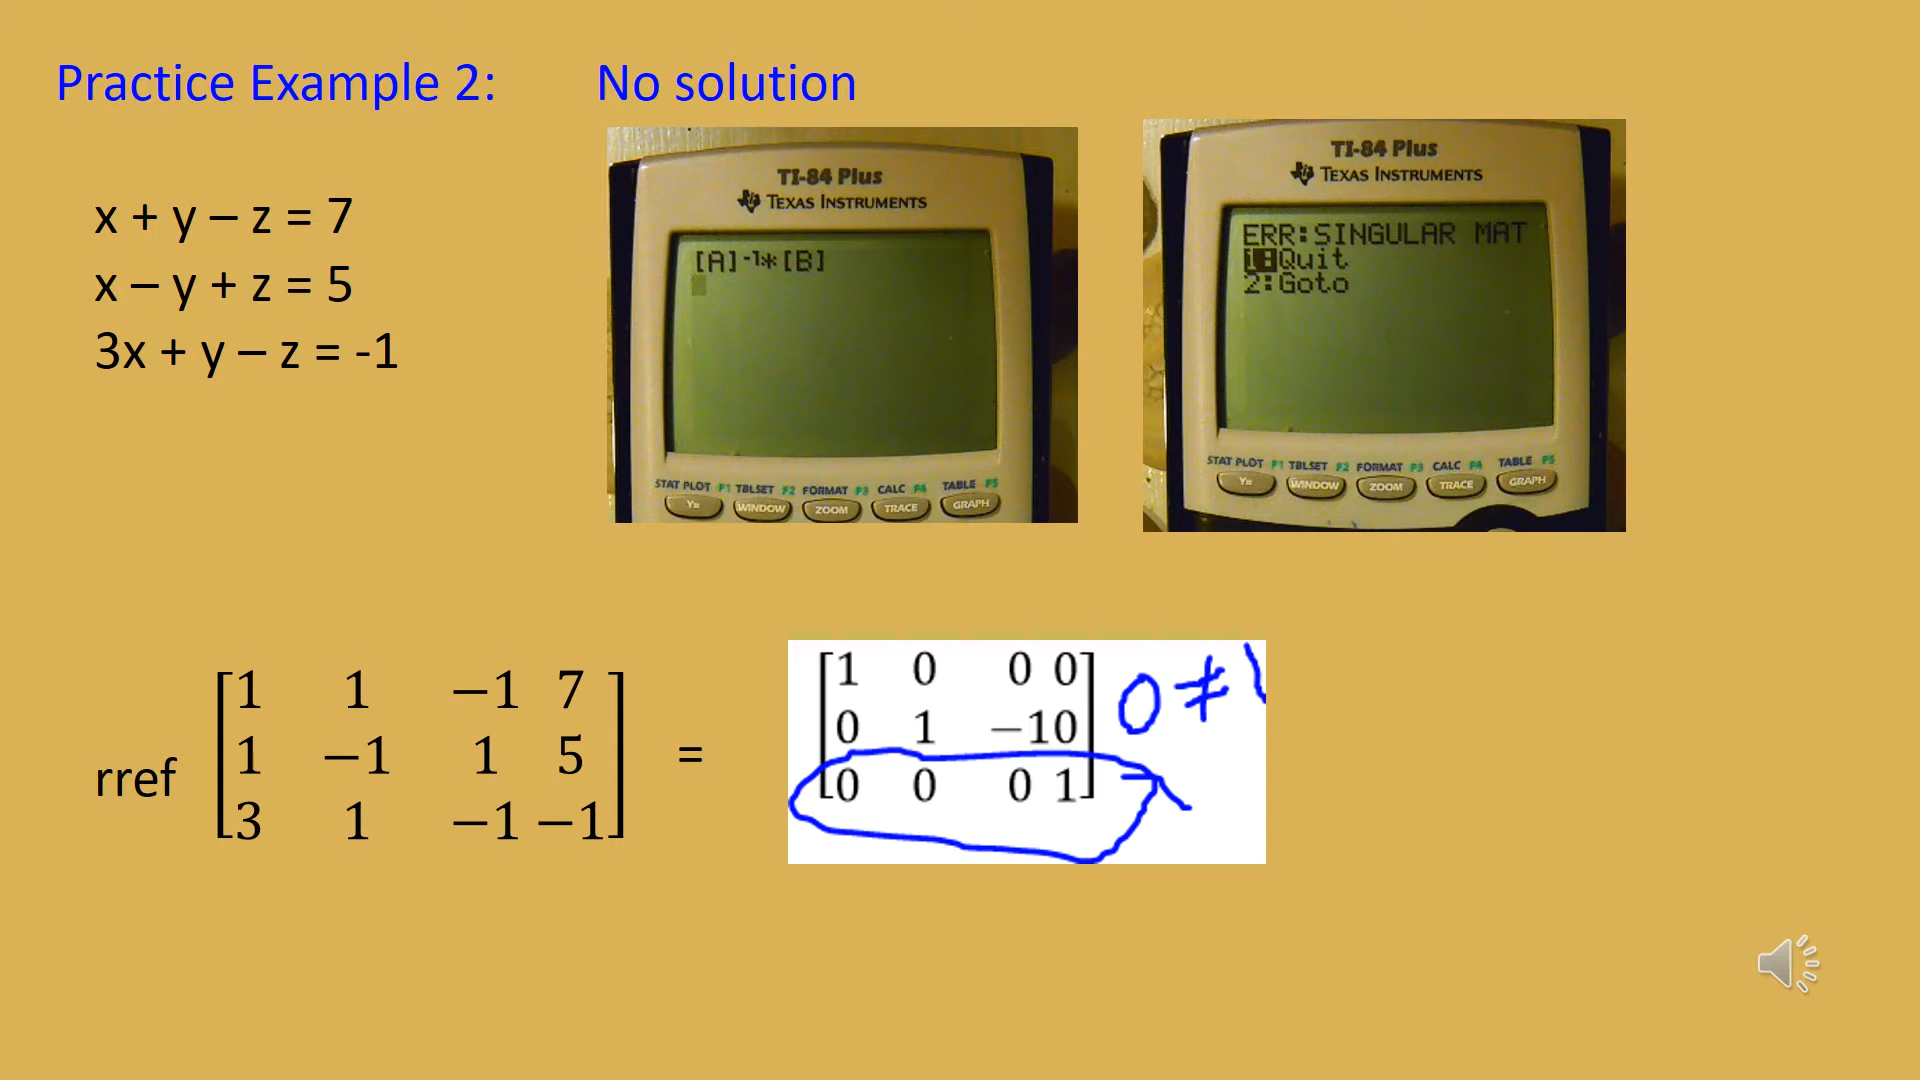 Practice Example 2: No solution
x + y – z = 7
x – y + z = 5
3x + y – z = -1
TI-84 Plus
TEXAS INSTRUMENTS
[A]-1*[B]
STAT PLOT F1 TBLSET F2 FORMAT F3 CALC F4 TABLE F5
Y= WINDOW ZOOM TRACE GRAPH
TI-84 Plus
TEXAS INSTRUMENTS
ERR:SINGULAR MAT
1:Quit
2:Goto
STAT PLOT F1 TBLSET F2 FORMAT F3 CALC F4 TABLE F5
Y= WINDOW ZOOM TRACE GRAPH
rref
1 1 −1 7
1 −1 1 5
3 1 −1 −1
=
1 0 0 0
0 1 −1 0
0 0 0 1
0 ≠ 1